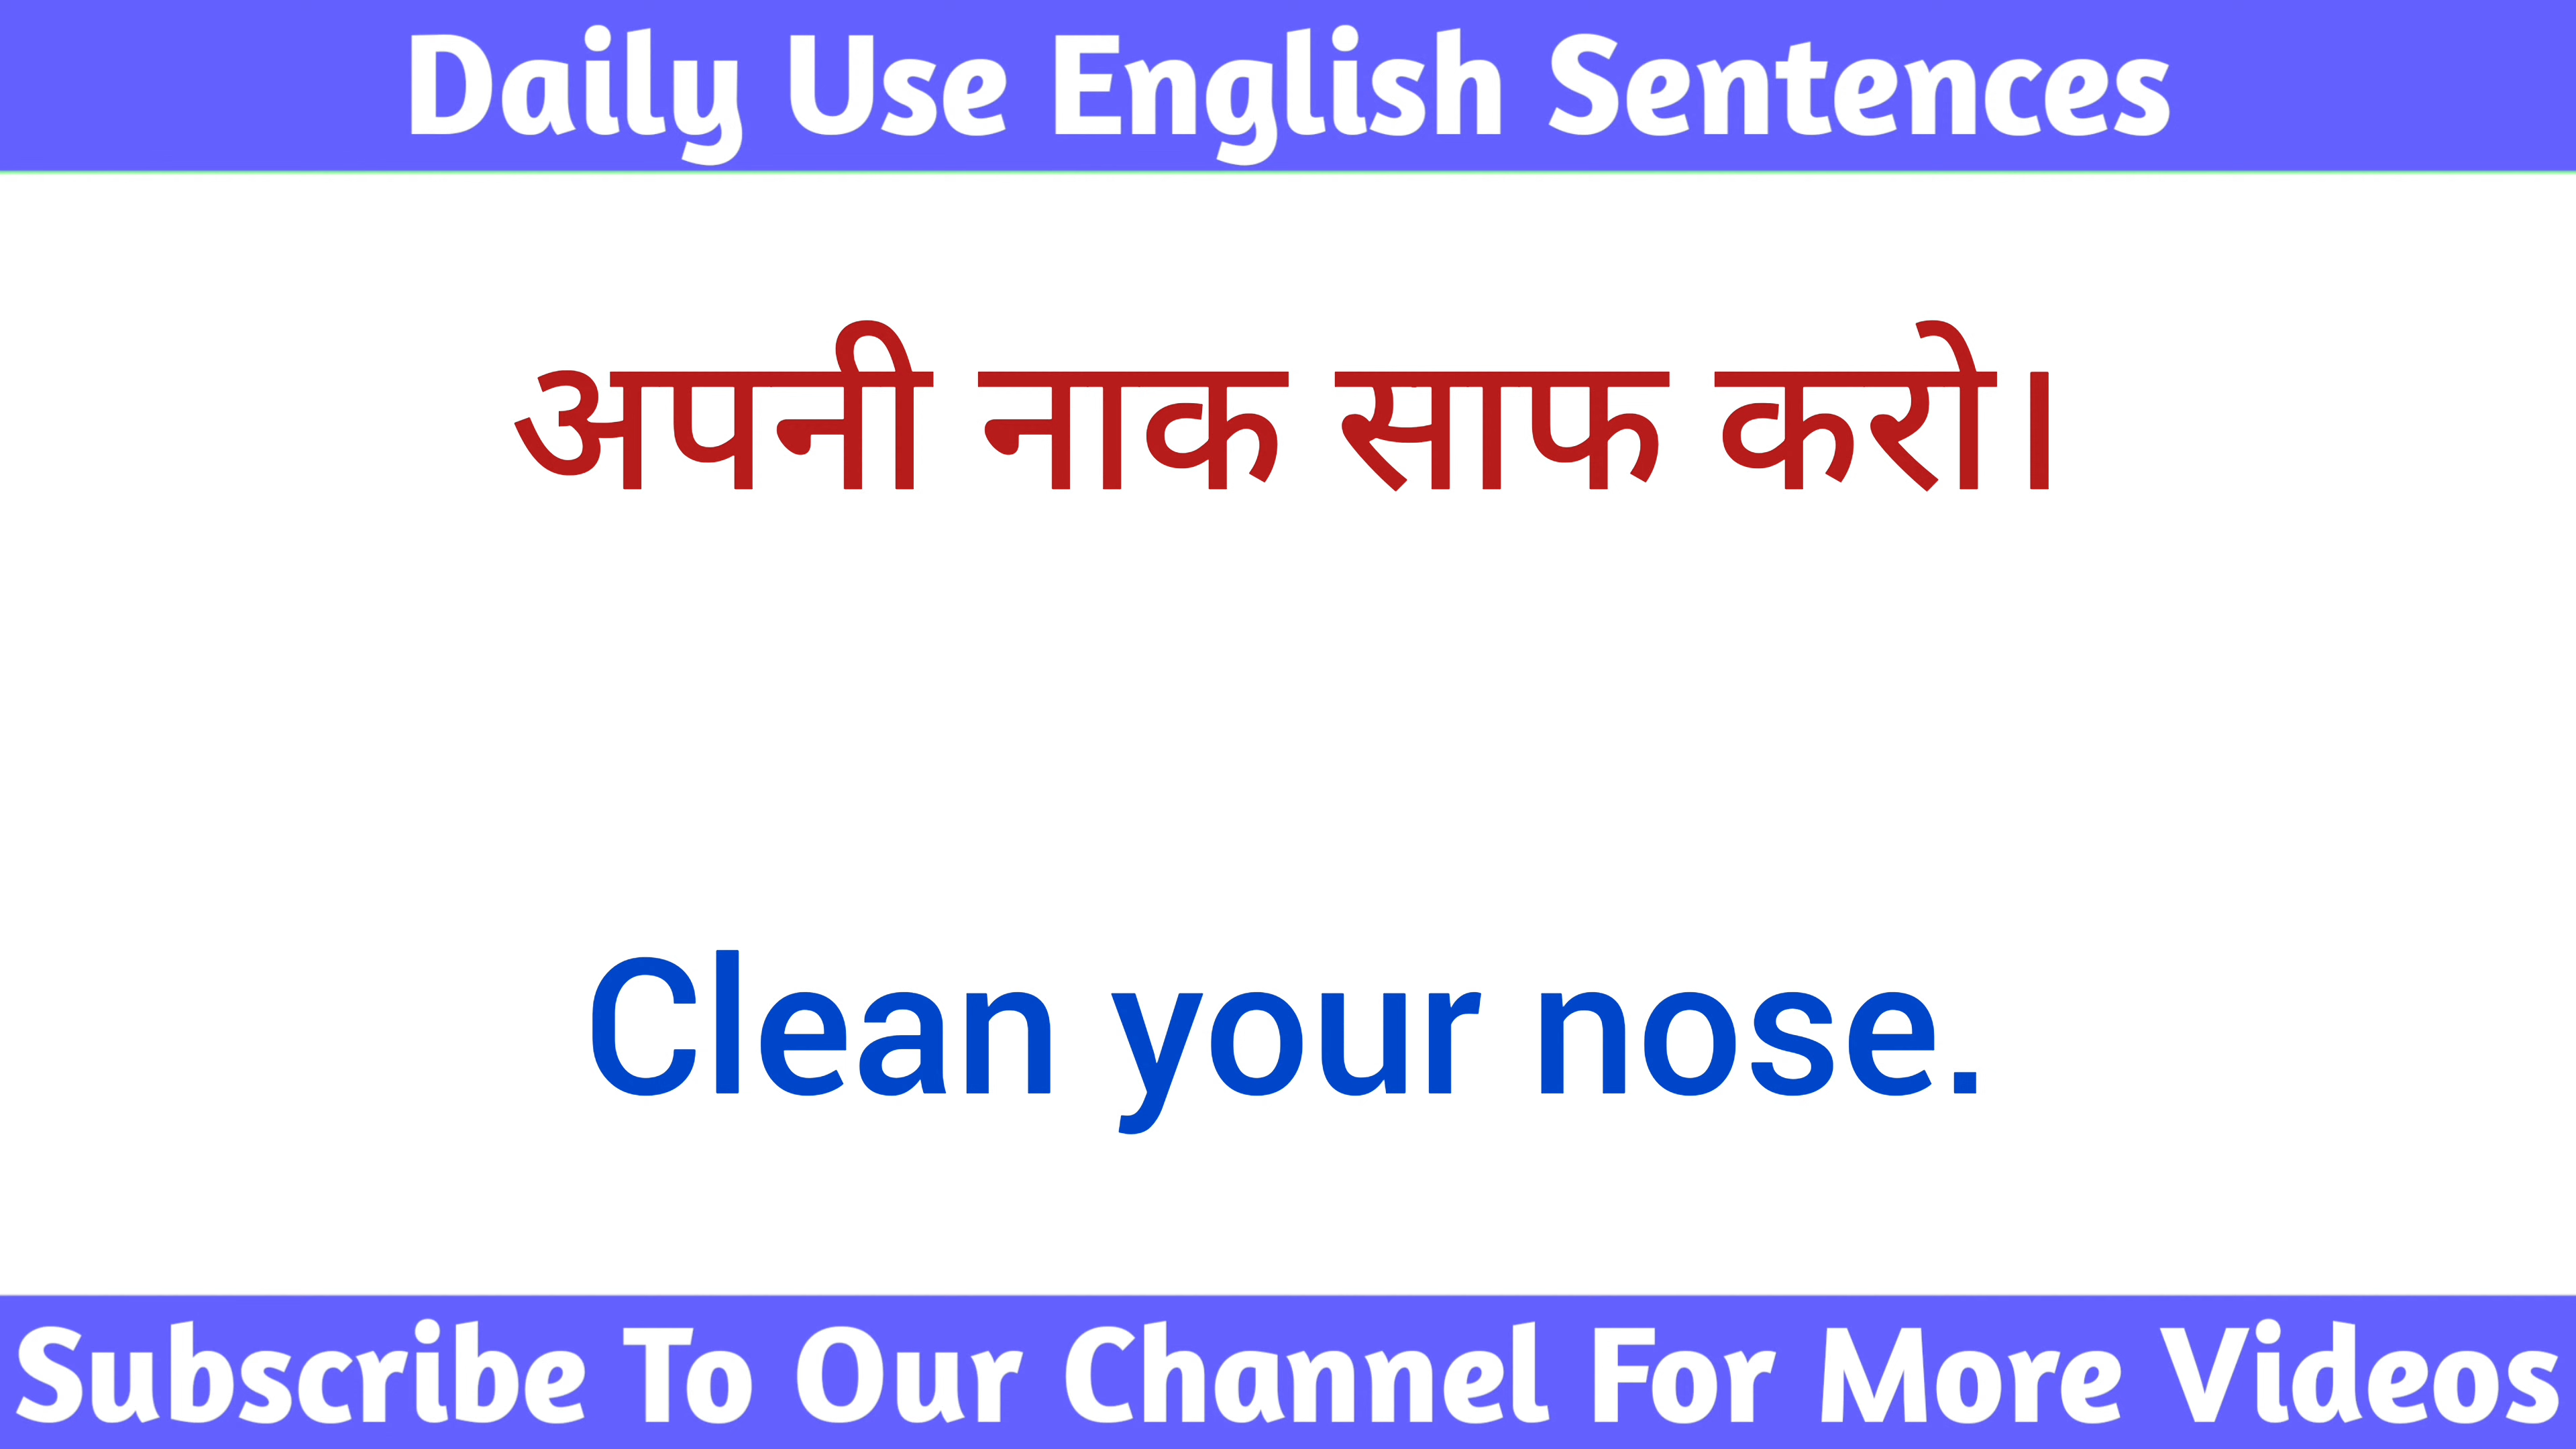 Daily Use English Sentences
अपनी नाक साफ करो।
Clean your nose.
Subscribe To Our Channel For More Videos